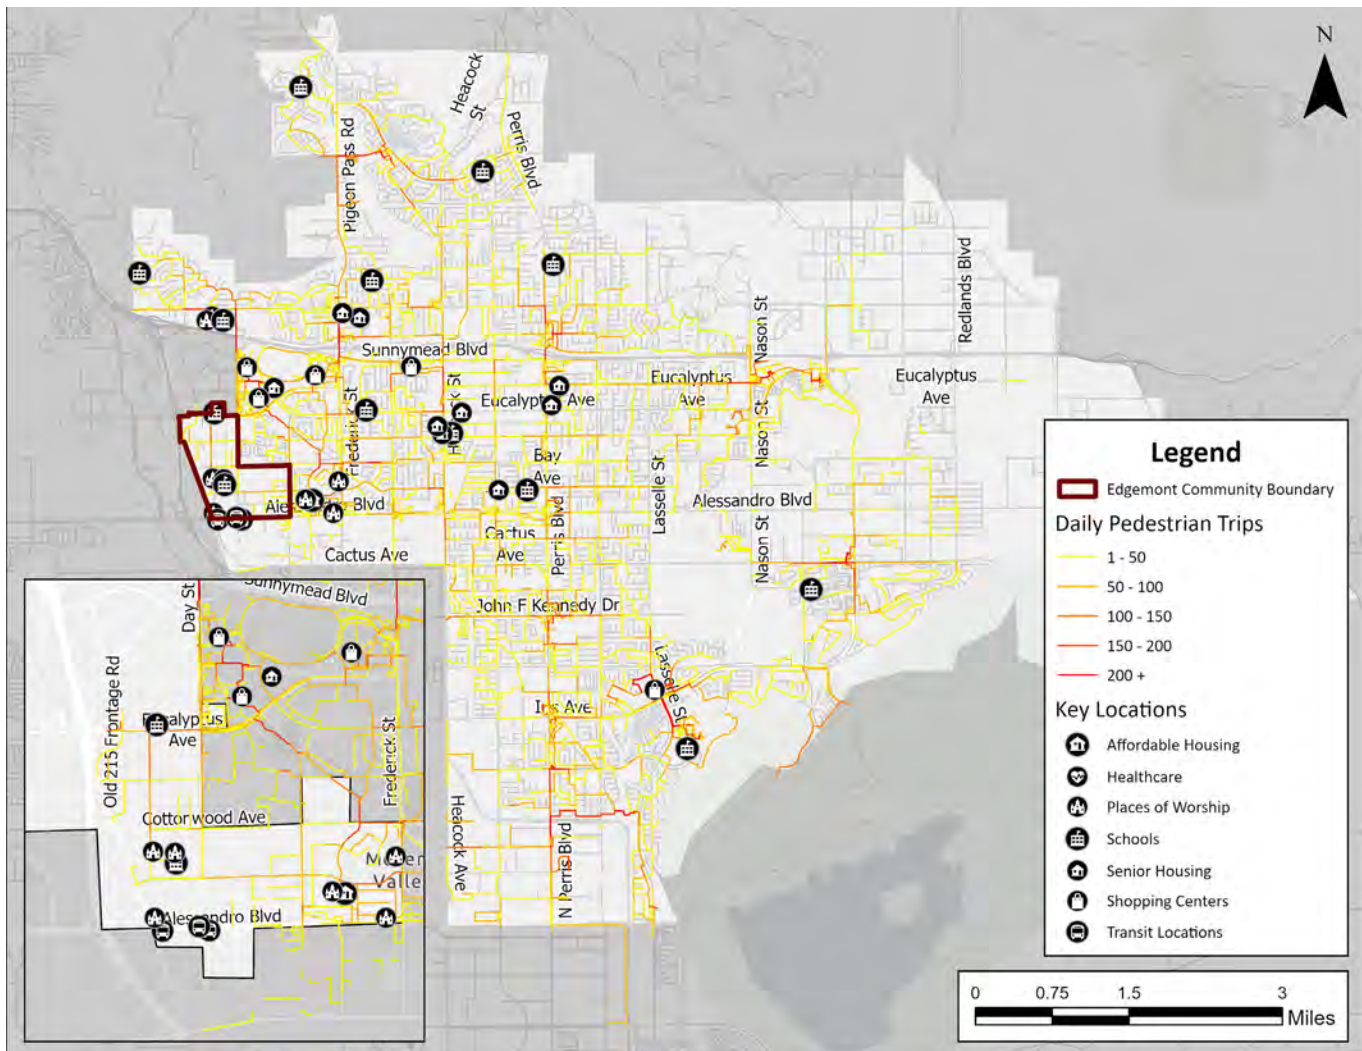 N
Heacock
St
Perris Blvd
Pigeon Pass Rd
Redlands Blvd
Nason St
Sunnymead Blvd
Eucalyptus
Ave
Eucalyptus
Ave
Eucalyptus Ave
Frederick St
Nason St
Bay
Ave
Lasselle St
Alessandro Blvd
Perris Blvd
Cactus
Ave
Cactus Ave
Nason St
John F Kennedy Dr
Lasselle St
Iris Ave
Heacock Ave
N Perris Blvd
Sunnymead Blvd
Day St
Old 215 Frontage Rd
Eucalyptus
Ave
Frederick St
Cottonwood Ave
Valle
Alessandro Blvd
Legend
Edgemont Community Boundary
Daily Pedestrian Trips
1 - 50
50 - 100
100 - 150
150 - 200
200 +
Key Locations
Affordable Housing
Healthcare
Places of Worship
Schools
Senior Housing
Shopping Centers
Transit Locations
0 0.75 1.5 3
Miles